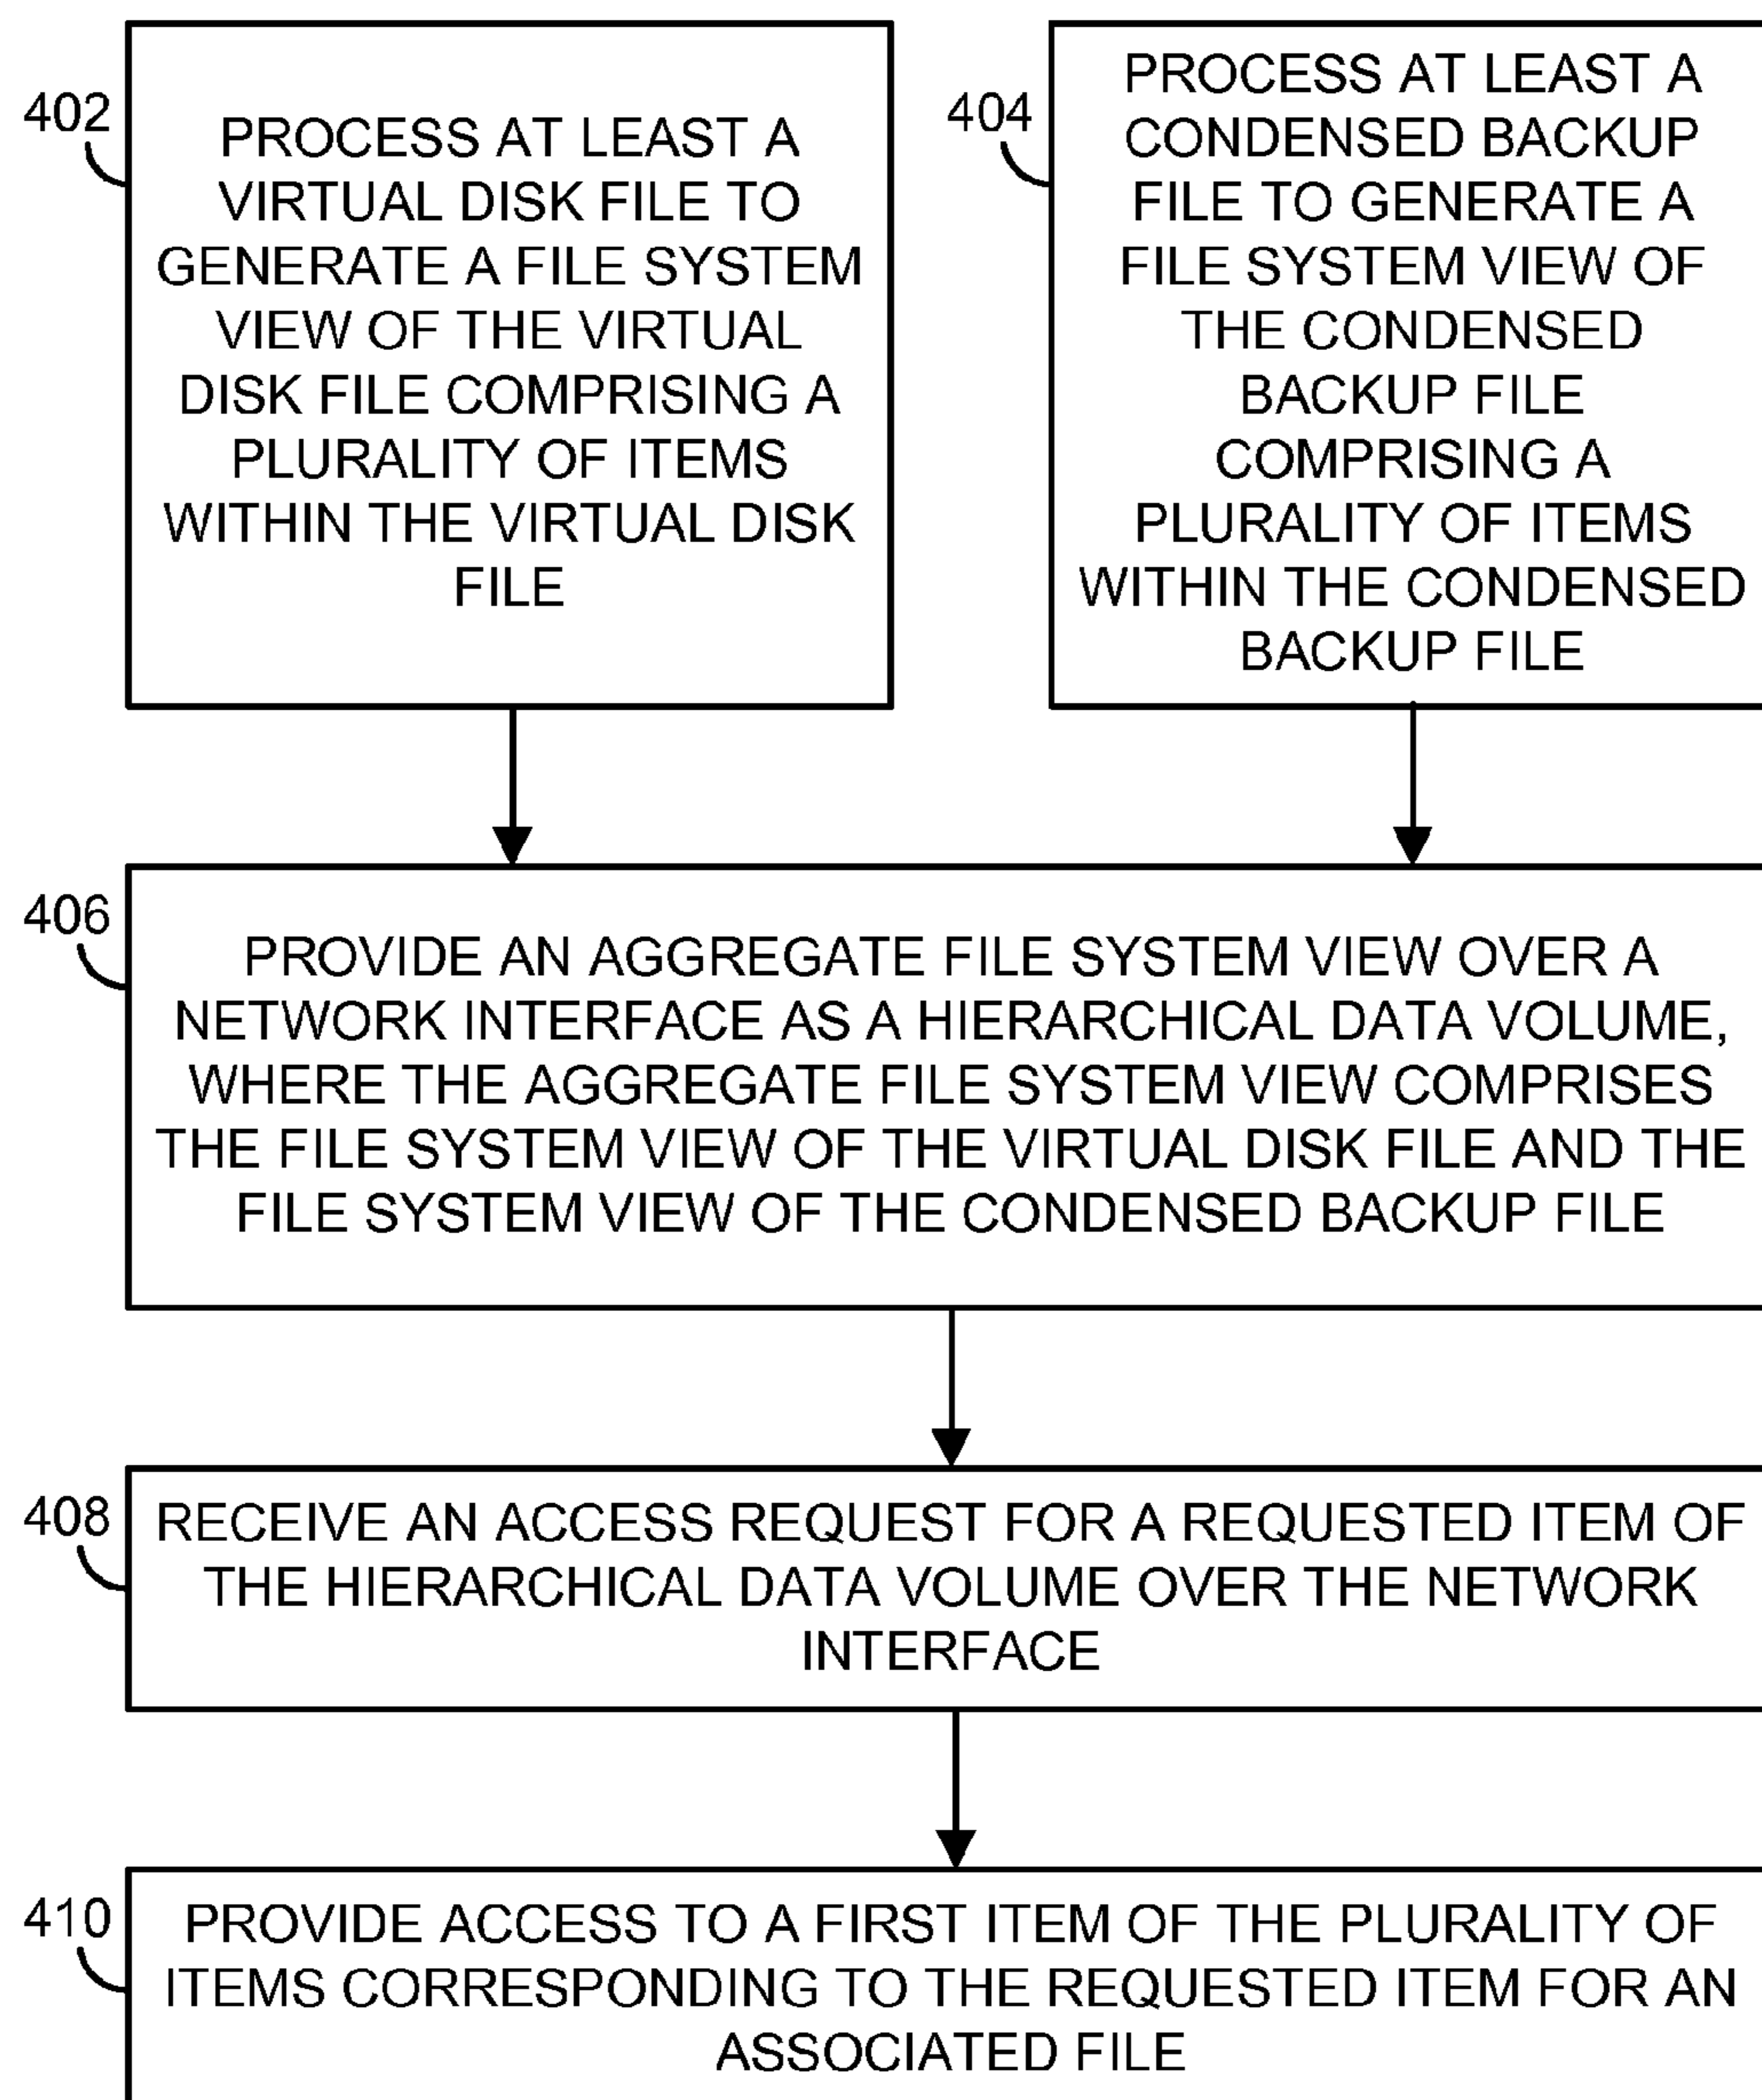 402
PROCESS AT LEAST A
VIRTUAL DISK FILE TO
GENERATE A FILE SYSTEM
VIEW OF THE VIRTUAL
DISK FILE COMPRISING A
PLURALITY OF ITEMS
WITHIN THE VIRTUAL DISK
FILE
404
PROCESS AT LEAST A
CONDENSED BACKUP
FILE TO GENERATE A
FILE SYSTEM VIEW OF
THE CONDENSED
BACKUP FILE
COMPRISING A
PLURALITY OF ITEMS
WITHIN THE CONDENSED
BACKUP FILE
406
PROVIDE AN AGGREGATE FILE SYSTEM VIEW OVER A
NETWORK INTERFACE AS A HIERARCHICAL DATA VOLUME,
WHERE THE AGGREGATE FILE SYSTEM VIEW COMPRISES
THE FILE SYSTEM VIEW OF THE VIRTUAL DISK FILE AND THE
FILE SYSTEM VIEW OF THE CONDENSED BACKUP FILE
408
RECEIVE AN ACCESS REQUEST FOR A REQUESTED ITEM OF
THE HIERARCHICAL DATA VOLUME OVER THE NETWORK
INTERFACE
410
PROVIDE ACCESS TO A FIRST ITEM OF THE PLURALITY OF
ITEMS CORRESPONDING TO THE REQUESTED ITEM FOR AN
ASSOCIATED FILE